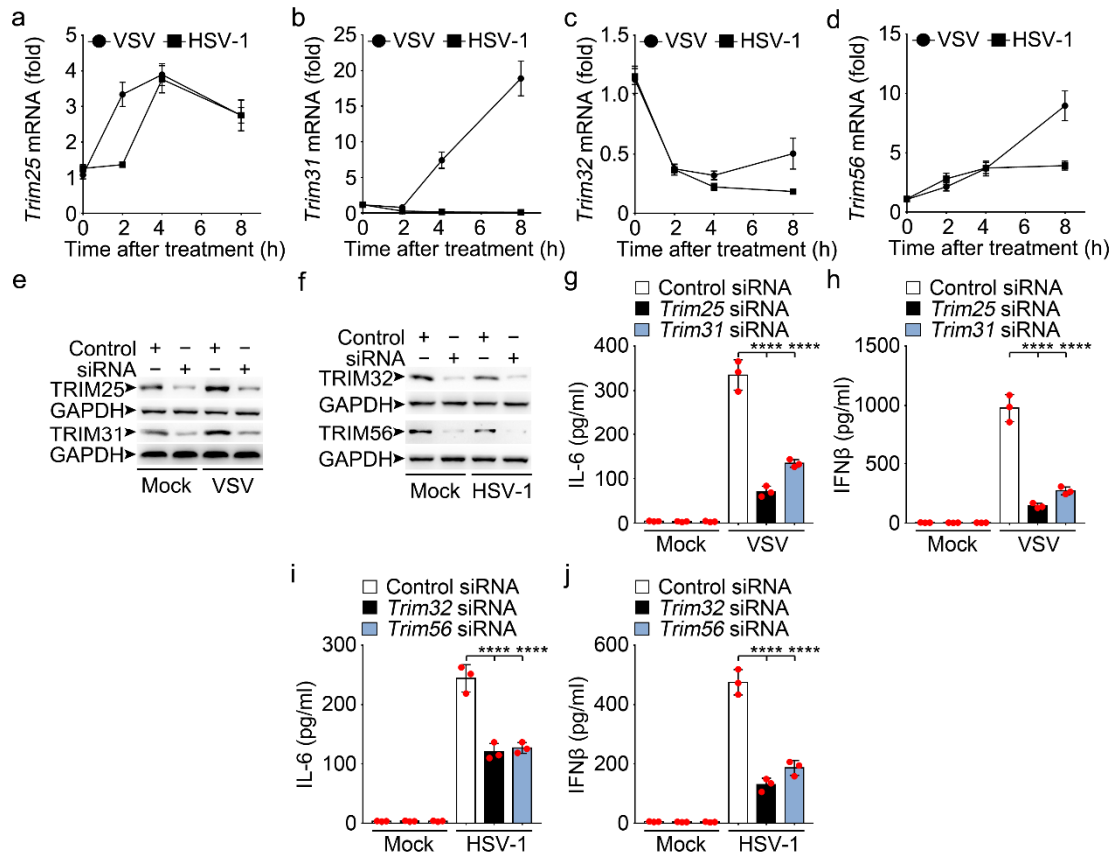 a
VSV HSV-1
Trim25 mRNA (fold)
5
4
3
2
1
0
0 2 4 6 8
Time after treatment (h)
b
VSV HSV-1
Trim31 mRNA (fold)
25
20
15
10
5
0
0 2 4 6 8
Time after treatment (h)
c
VSV HSV-1
Trim32 mRNA (fold)
1.5
1.0
0.5
0
0 2 4 6 8
Time after treatment (h)
d
VSV HSV-1
Trim56 mRNA (fold)
15
10
5
0
0 2 4 6 8
Time after treatment (h)
e
Control + − + −
siRNA − + − +
TRIM25
GAPDH
TRIM31
GAPDH
Mock VSV
f
Control + − + −
siRNA − + − +
TRIM32
GAPDH
TRIM56
GAPDH
Mock HSV-1
g
Control siRNA
Trim25 siRNA
Trim31 siRNA
**** ****
IL-6 (pg/ml)
400
300
200
100
0
Mock VSV
h
Control siRNA
Trim25 siRNA
Trim31 siRNA
**** ****
IFNβ (pg/ml)
1500
1000
500
0
Mock VSV
i
Control siRNA
Trim32 siRNA
Trim56 siRNA
**** ****
IL-6 (pg/ml)
300
200
100
0
Mock HSV-1
j
Control siRNA
Trim32 siRNA
Trim56 siRNA
**** ****
IFNβ (pg/ml)
600
400
200
0
Mock HSV-1